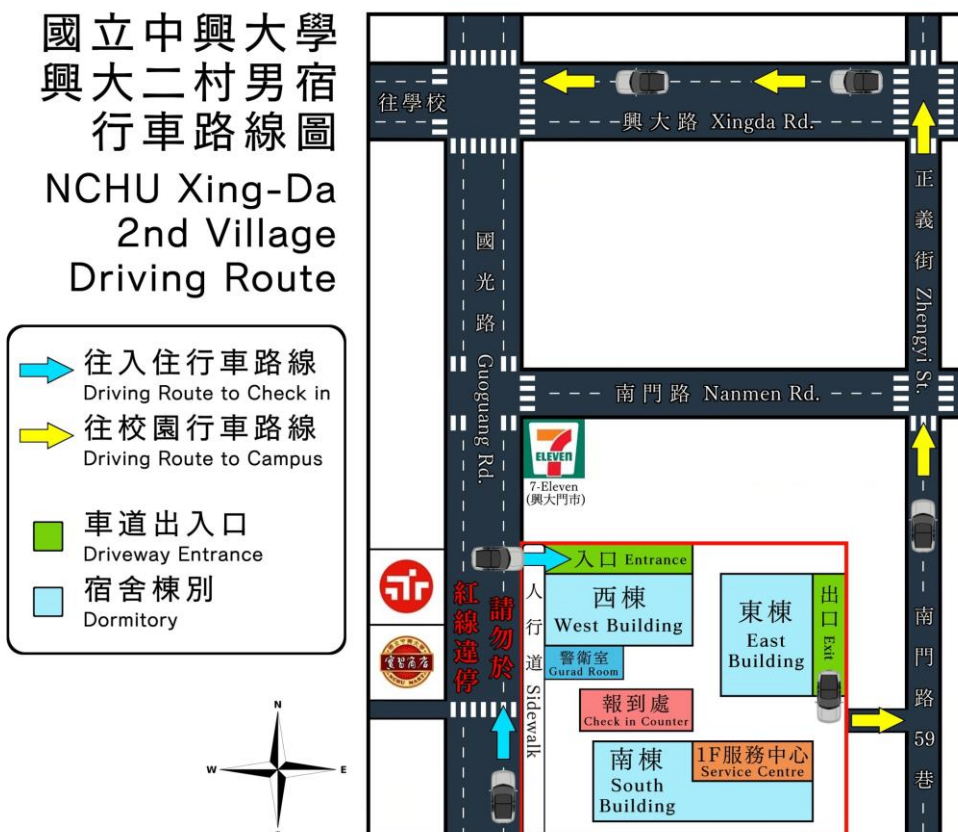 國立中興大學
興大二村男宿
行車路線圖
NCHU Xing-Da
2nd Village
Driving Route
往入住行車路線
Driving Route to Check in
往校園行車路線
Driving Route to Campus
車道出入口
Driveway Entrance
宿舍棟別
Dormitory
N
W
E
往學校
興大路 Xingda Rd.
正義街 Zhengyi St.
國光路 Guoguang Rd.
南門路 Nanmen Rd.
7
ELEVEN
7-Eleven
(興大門市)
入口 Entrance
西棟
West Building
警衛室
Gurad Room
人行道 Sidewalk
請勿於
紅線違停
東棟
East
Building
出口 Exit
報到處
Check in Counter
南棟
South
Building
1F服務中心
Service Centre
南門路59巷